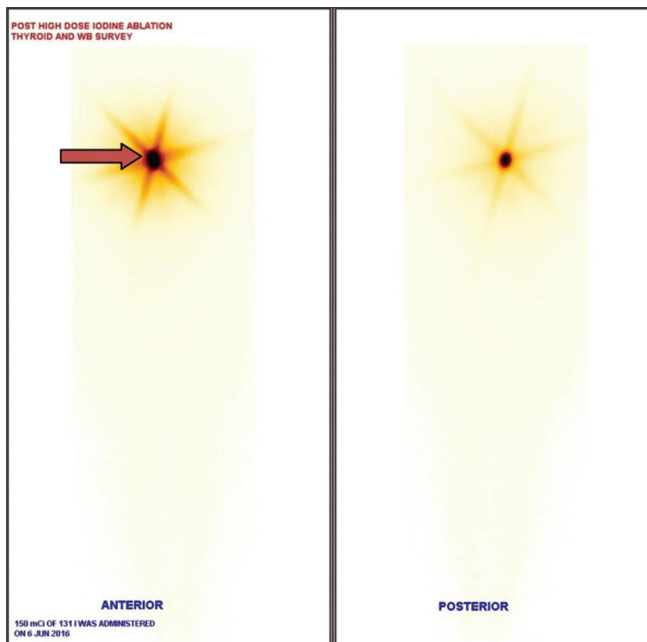 POST HIGH DOSE IODINE ABLATION
THYROID AND WB SURVEY
ANTERIOR
POSTERIOR
150 mCi OF 131 I WAS ADMINISTERED
ON 6 JUN 2016